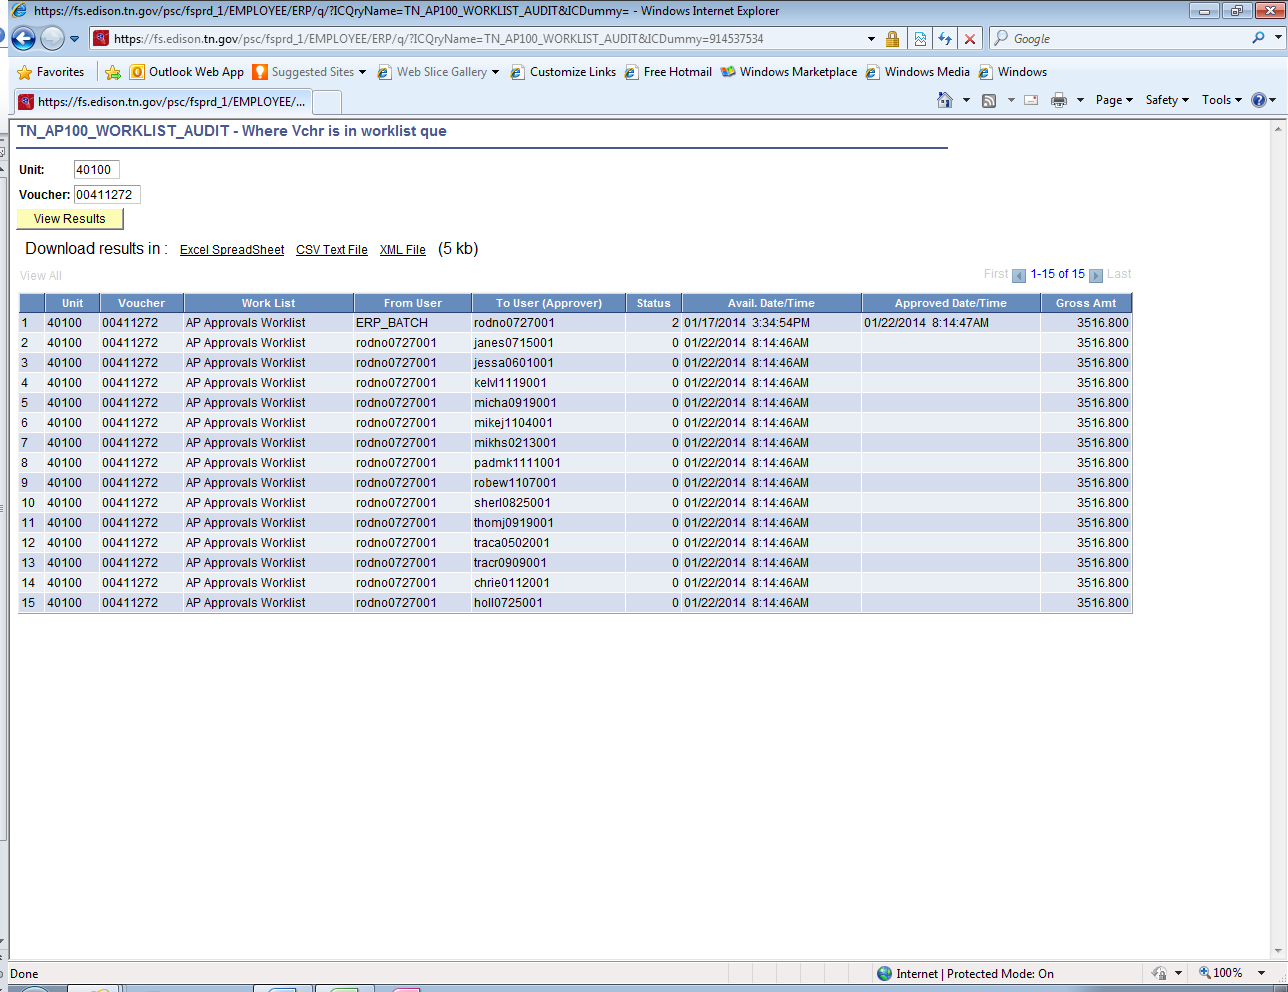 https://fs.edison.tn.gov/psc/fsprd_1/EMPLOYEE/ERP/q/?ICQryName=TN_AP100_WORKLIST_AUDIT&ICDummy= - Windows Internet Explorer
https://fs.edison.tn.gov/psc/fsprd_1/EMPLOYEE/ERP/q/?ICQryName=TN_AP100_WORKLIST_AUDIT&ICDummy=914537534 Google
Favorites Outlook Web App Suggested Sites Web Slice Gallery Customize Links Free Hotmail Windows Marketplace Windows Media Windows
https://fs.edison.tn.gov/psc/fsprd_1/EMPLOYEE/... Page Safety Tools
TN_AP100_WORKLIST_AUDIT - Where Vchr is in worklist que
Unit: 40100
Voucher: 00411272
View Results
Download results in : Excel SpreadSheet CSV Text File XML File (5 kb)
View All First 1-15 of 15 Last
Unit Voucher Work List From User To User (Approver) Status Avail. Date/Time Approved Date/Time Gross Amt
1 40100 00411272 AP Approvals Worklist ERP_BATCH rodno0727001 2 01/17/2014 3:34:54PM 01/22/2014 8:14:47AM 3516.800
2 40100 00411272 AP Approvals Worklist rodno0727001 janes0715001 0 01/22/2014 8:14:46AM 3516.800
3 40100 00411272 AP Approvals Worklist rodno0727001 jessa0601001 0 01/22/2014 8:14:46AM 3516.800
4 40100 00411272 AP Approvals Worklist rodno0727001 kelvl1119001 0 01/22/2014 8:14:46AM 3516.800
5 40100 00411272 AP Approvals Worklist rodno0727001 micha0919001 0 01/22/2014 8:14:46AM 3516.800
6 40100 00411272 AP Approvals Worklist rodno0727001 mikej1104001 0 01/22/2014 8:14:46AM 3516.800
7 40100 00411272 AP Approvals Worklist rodno0727001 mikhs0213001 0 01/22/2014 8:14:46AM 3516.800
8 40100 00411272 AP Approvals Worklist rodno0727001 padmk1111001 0 01/22/2014 8:14:46AM 3516.800
9 40100 00411272 AP Approvals Worklist rodno0727001 robew1107001 0 01/22/2014 8:14:46AM 3516.800
10 40100 00411272 AP Approvals Worklist rodno0727001 sherl0825001 0 01/22/2014 8:14:46AM 3516.800
11 40100 00411272 AP Approvals Worklist rodno0727001 thomj0919001 0 01/22/2014 8:14:46AM 3516.800
12 40100 00411272 AP Approvals Worklist rodno0727001 traca0502001 0 01/22/2014 8:14:46AM 3516.800
13 40100 00411272 AP Approvals Worklist rodno0727001 tracr0909001 0 01/22/2014 8:14:46AM 3516.800
14 40100 00411272 AP Approvals Worklist rodno0727001 chrie0112001 0 01/22/2014 8:14:46AM 3516.800
15 40100 00411272 AP Approvals Worklist rodno0727001 holl0725001 0 01/22/2014 8:14:46AM 3516.800
Done Internet | Protected Mode: On 100%